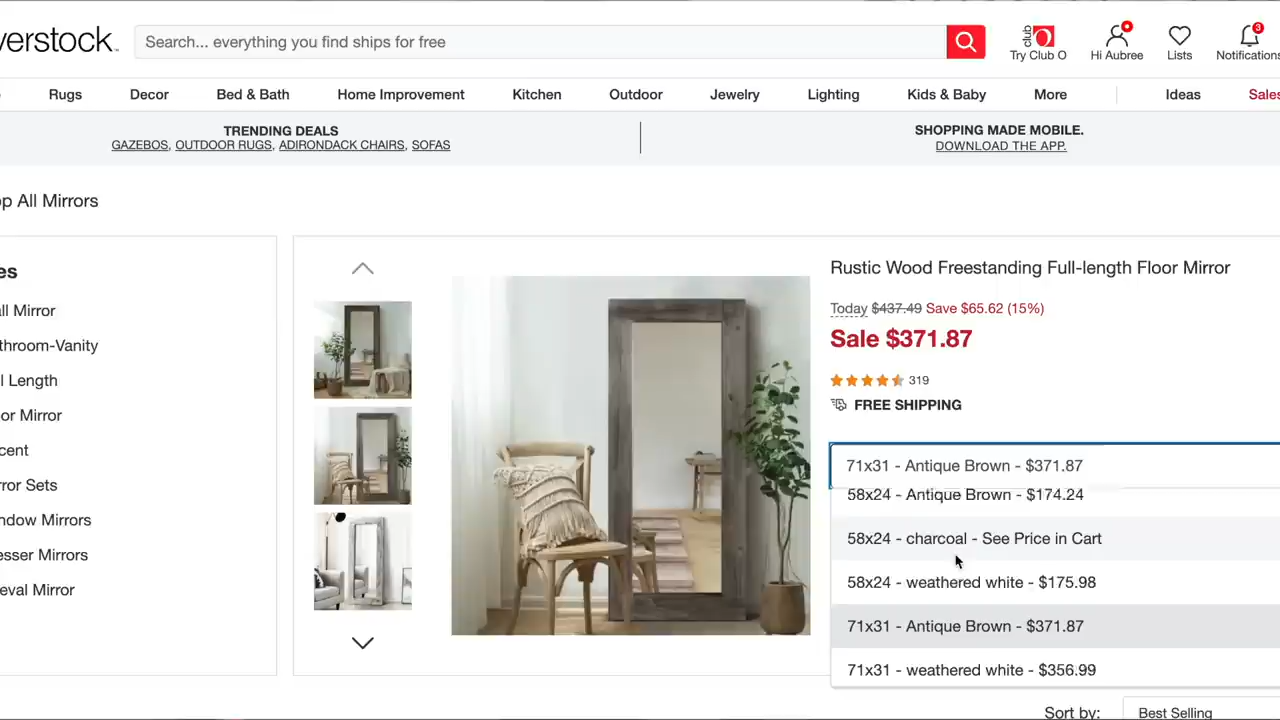 verstock
Search... everything you find ships for free
Try Club O
Hi Aubree
Lists
3
Notifications
Rugs
Decor
Bed & Bath
Home Improvement
Kitchen
Outdoor
Jewelry
Lighting
Kids & Baby
More
Ideas
Sales
TRENDING DEALS
GAZEBOS, OUTDOOR RUGS, ADIRONDACK CHAIRS, SOFAS
SHOPPING MADE MOBILE.
DOWNLOAD THE APP.
op All Mirrors
es
all Mirror
throom-Vanity
l Length
or Mirror
cent
rror Sets
ndow Mirrors
esser Mirrors
eval Mirror
Rustic Wood Freestanding Full-length Floor Mirror
Today $437.49 Save $65.62 (15%)
Sale $371.87
319
FREE SHIPPING
71x31 - Antique Brown - $371.87
58x24 - Antique Brown - $174.24
58x24 - charcoal - See Price in Cart
58x24 - weathered white - $175.98
71x31 - Antique Brown - $371.87
71x31 - weathered white - $356.99
Sort by:
Best Selling